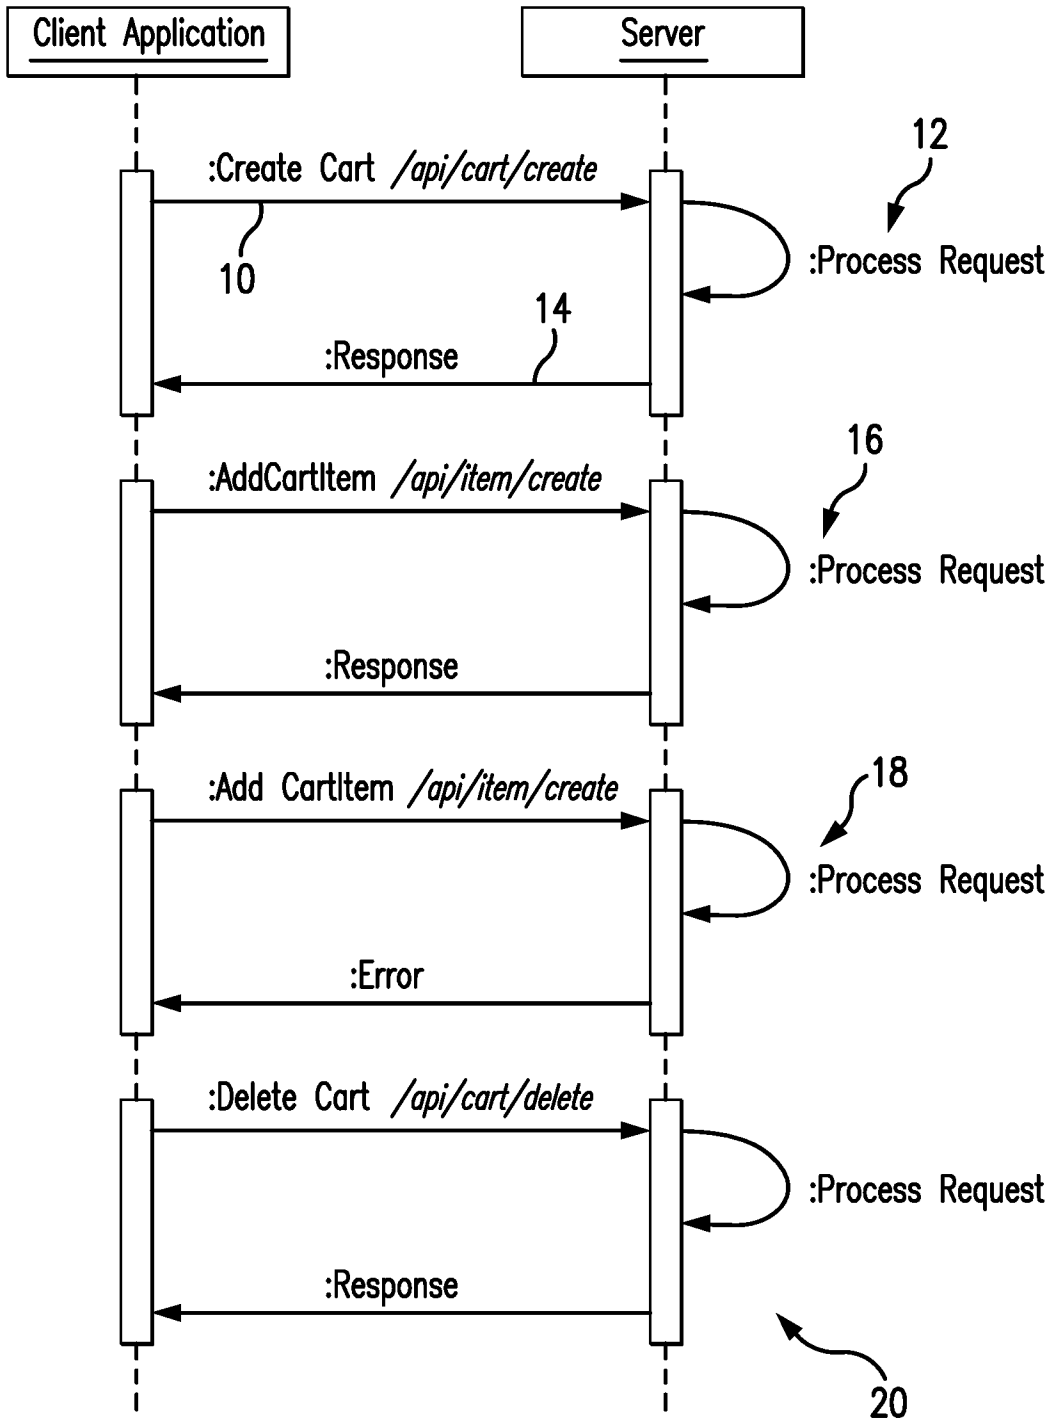 Client Application
Server
12
:Create Cart /api/cart/create
:Process Request
10
14
:Response
16
:AddCartItem /api/item/create
:Process Request
:Response
18
:Add CartItem /api/item/create
:Process Request
:Error
:Delete Cart /api/cart/delete
:Process Request
:Response
20